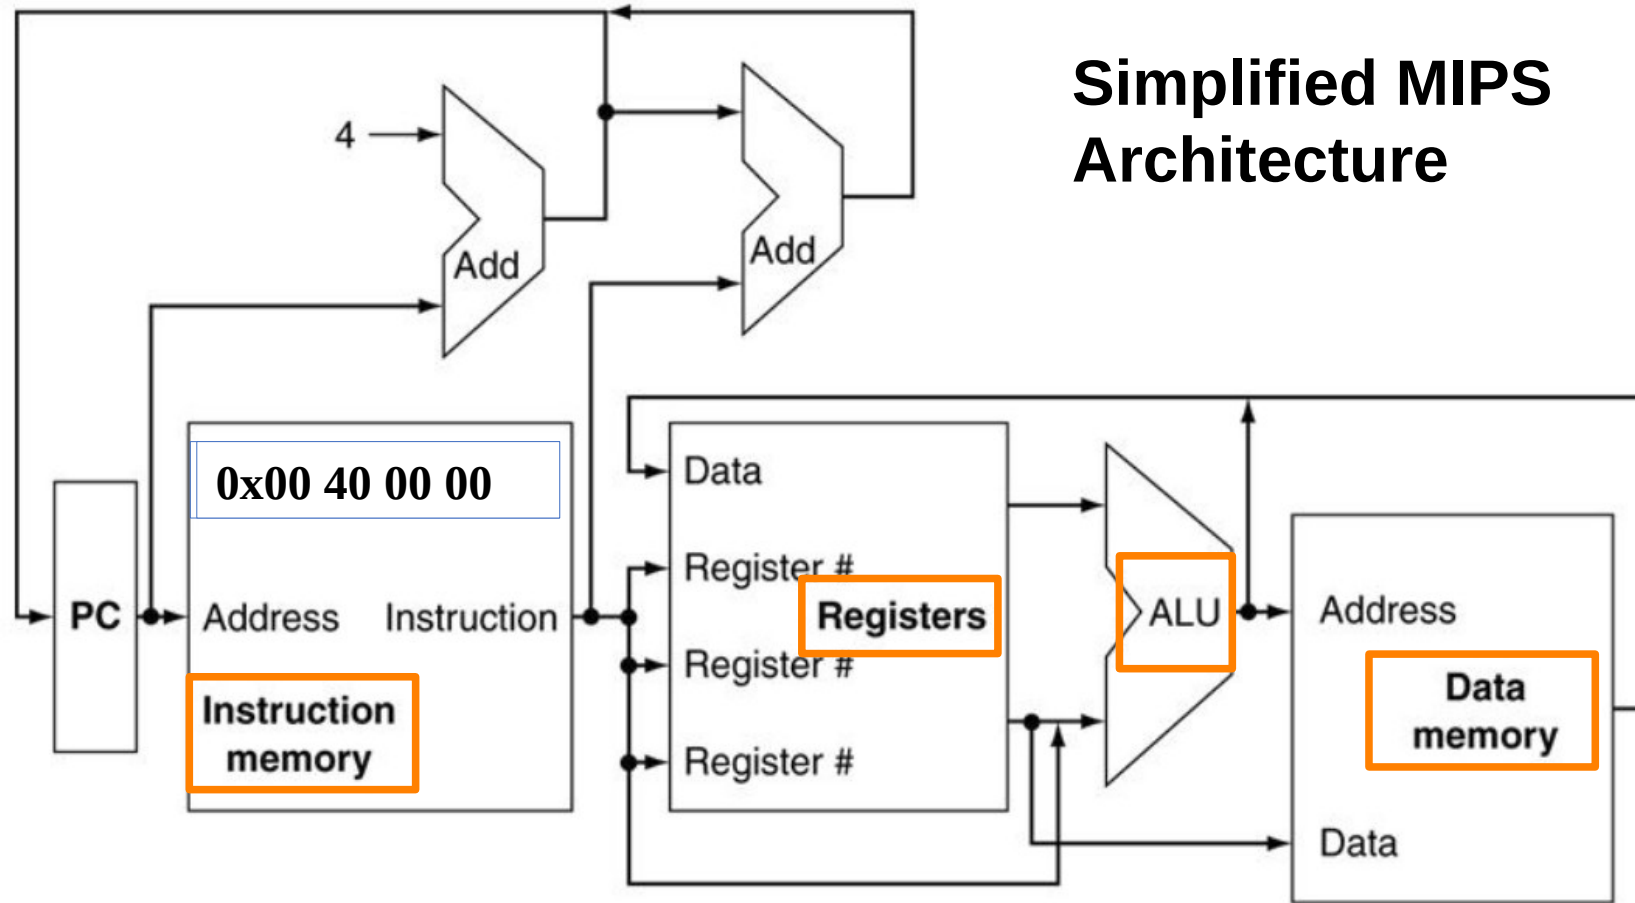 Simplified MIPS
Architecture
4
Add
Add
0x00 40 00 00
PC
Address
Instruction
Instruction
memory
Data
Register #
Registers
Register #
Register #
ALU
Address
Data
memory
Data